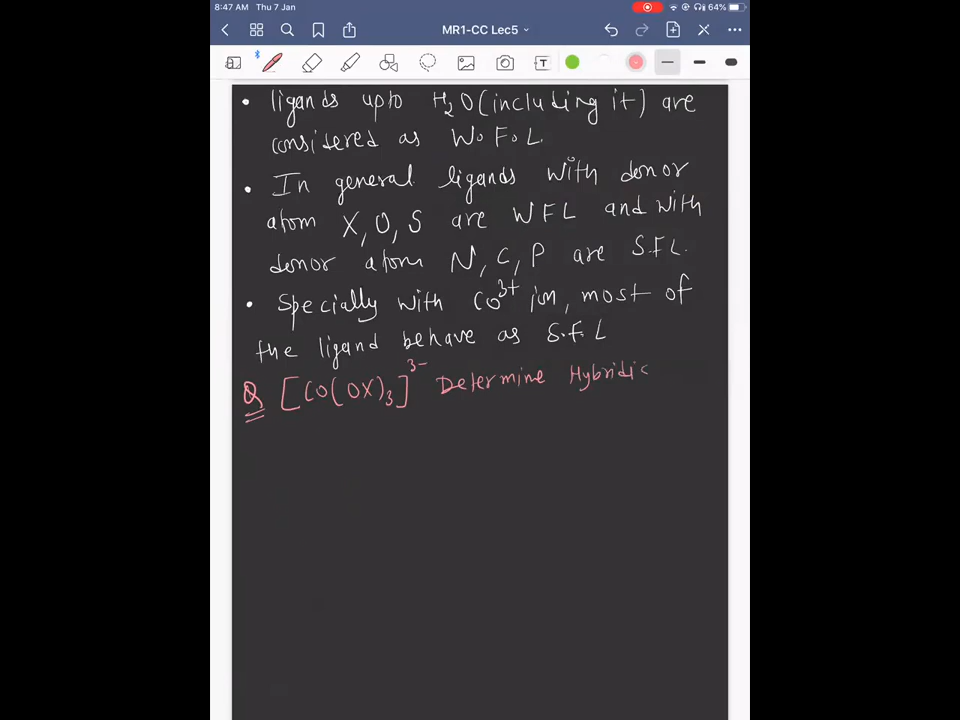 8:47 AM Thu 7 Jan
64%
MR1-CC Lec5
T
• ligands upto H₂O (including it) are
considered as W.F.L.
• In general ligands with donor
atom X, O, S are WFL and with
donor atom N, C, P are S.F.L.
• Specially with Co³⁺ ion, most of
the ligand behave as S.F.L
Q [CO(OX)₃]³⁻ Determine Hybridic